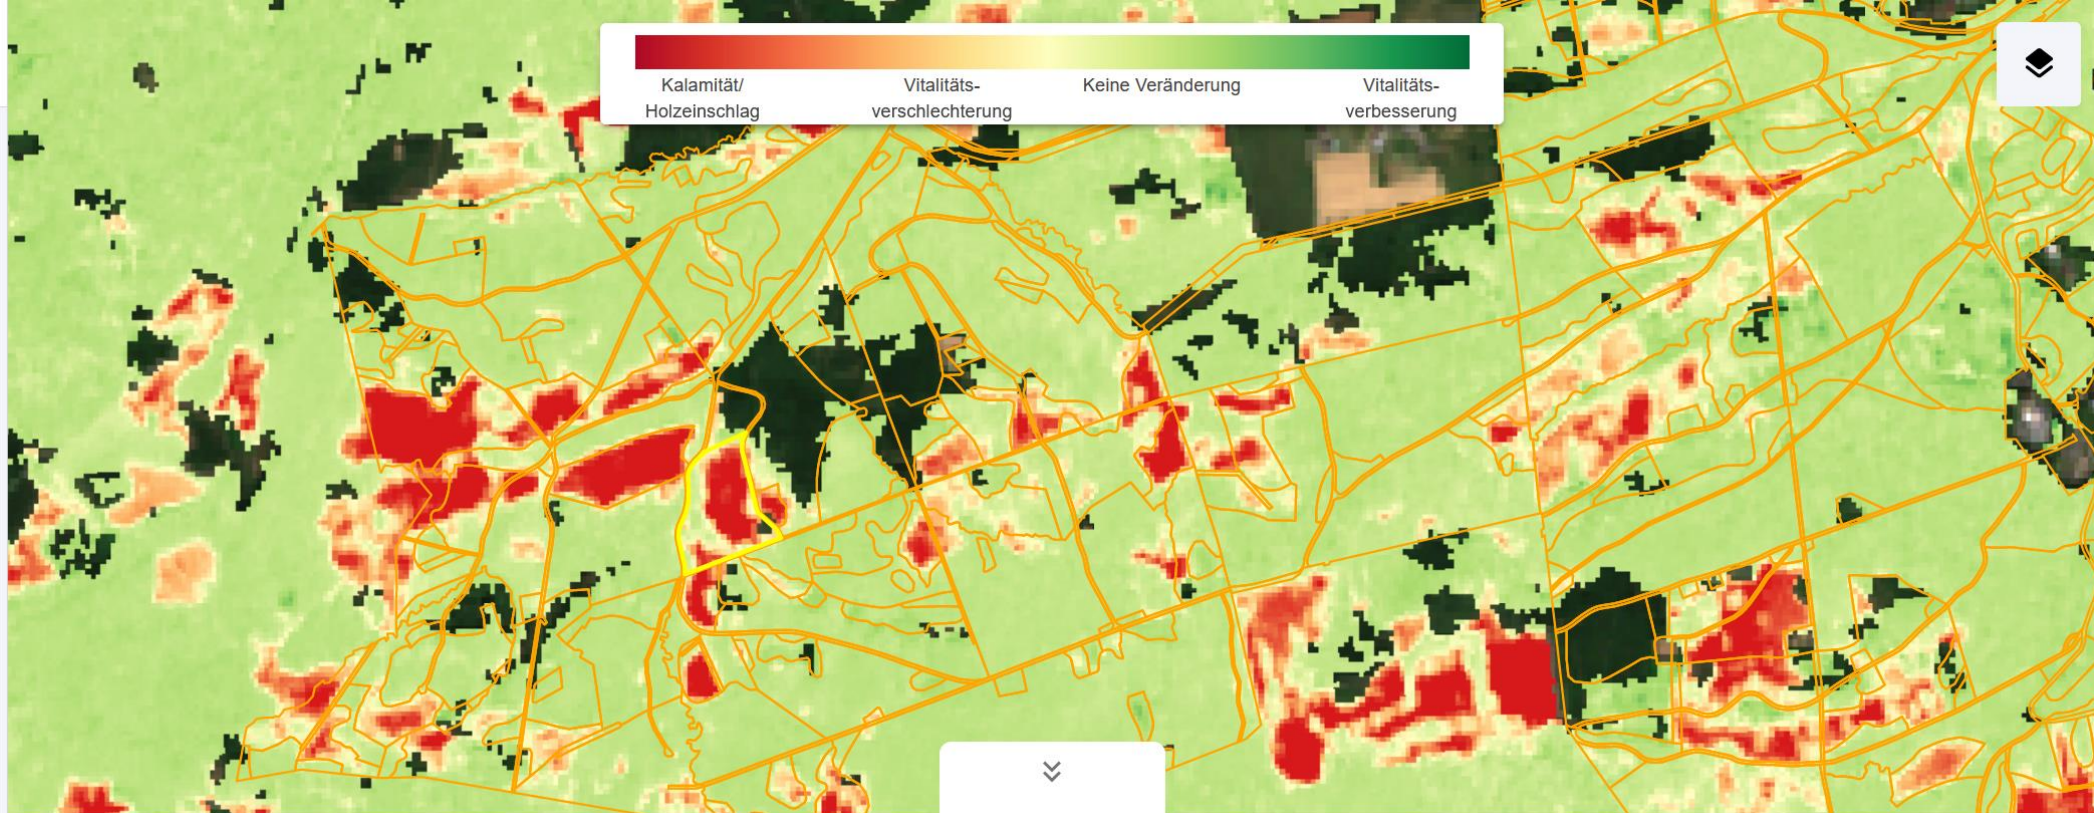 Kalamität/
Holzeinschlag
Vitalitäts-
verschlechterung
Keine Veränderung
Vitalitäts-
verbesserung